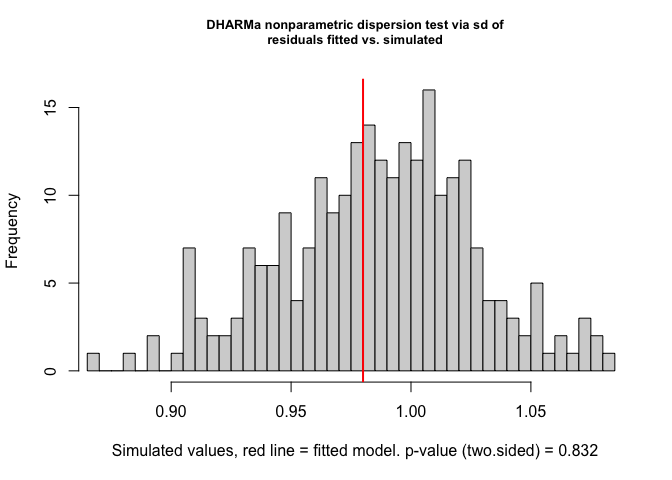 DHARMa nonparametric dispersion test via sd of
residuals fitted vs. simulated
Frequency
15
10
5
0
0.90 0.95 1.00 1.05
Simulated values, red line = fitted model. p-value (two.sided) = 0.832